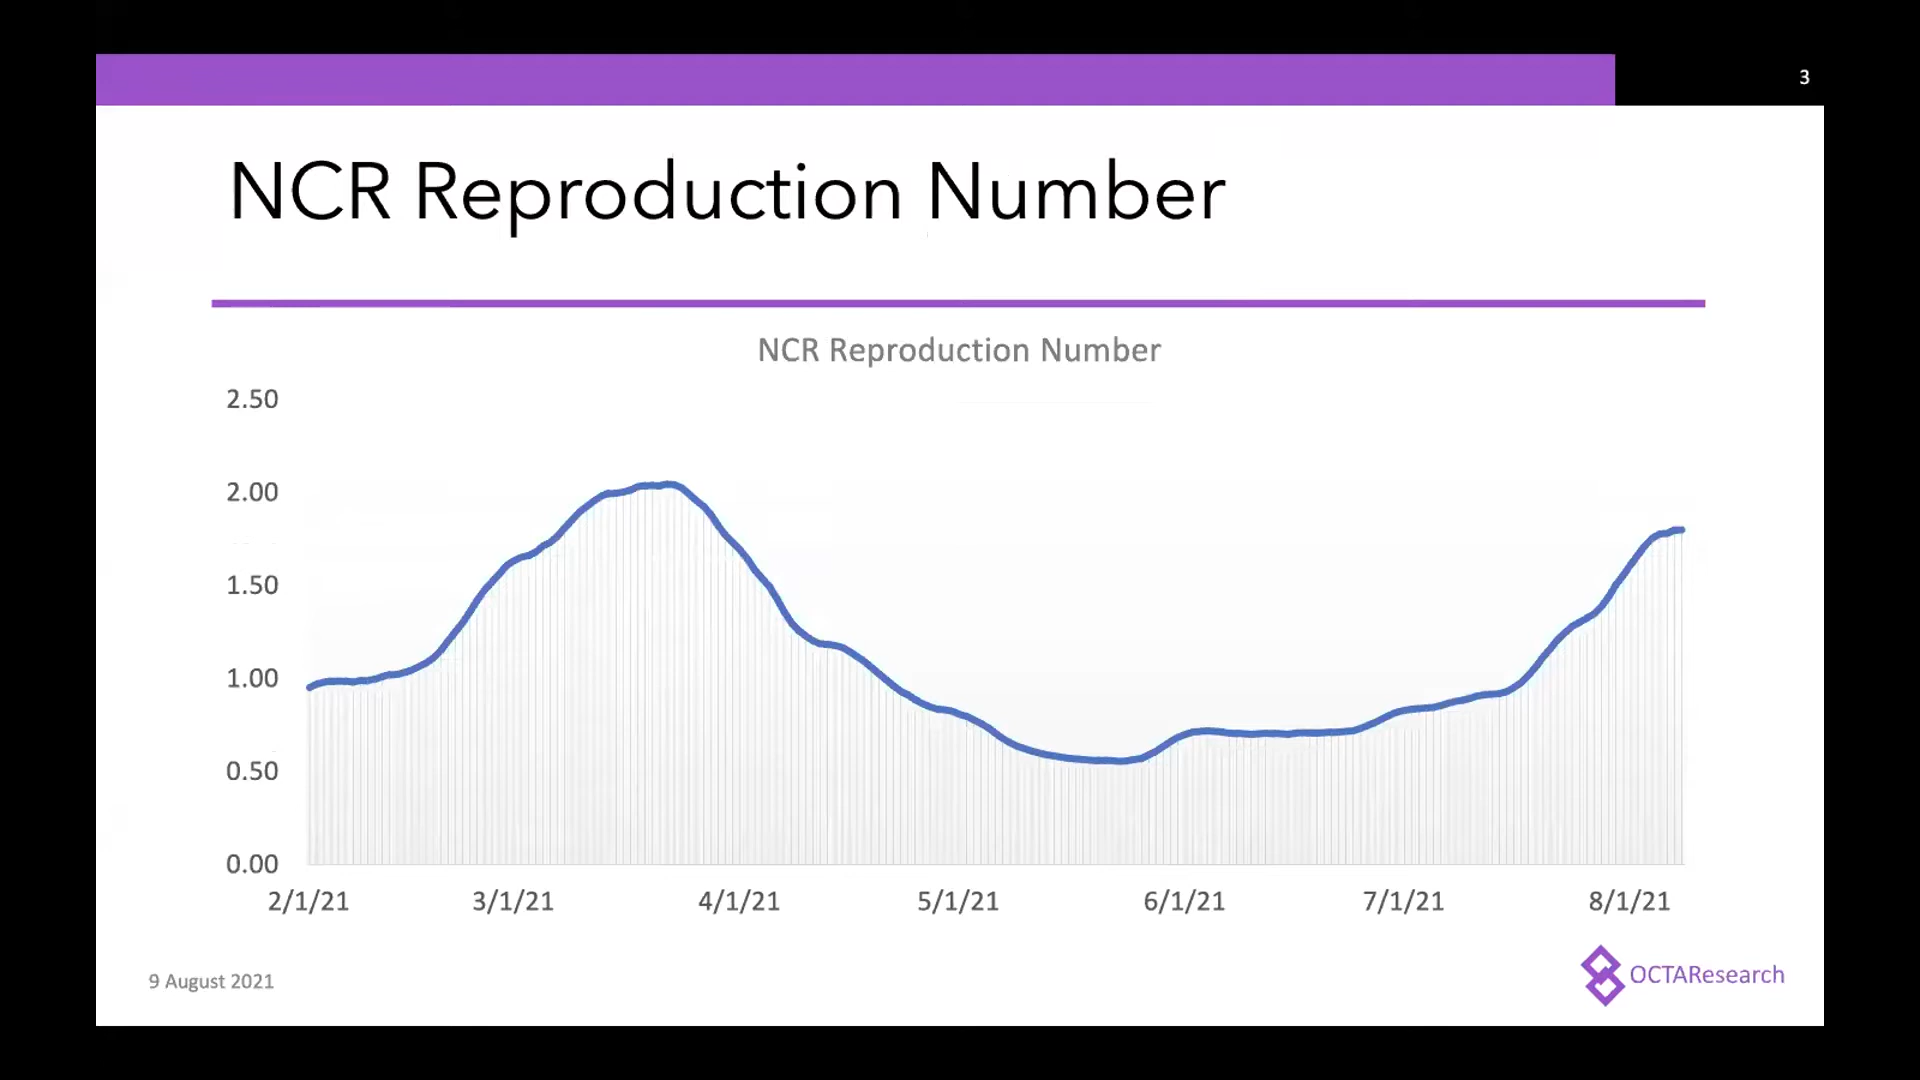 3
NCR Reproduction Number
NCR Reproduction Number
2.50
2.00
1.50
1.00
0.50
0.00
2/1/21 3/1/21 4/1/21 5/1/21 6/1/21 7/1/21 8/1/21
9 August 2021
OCTAResearch